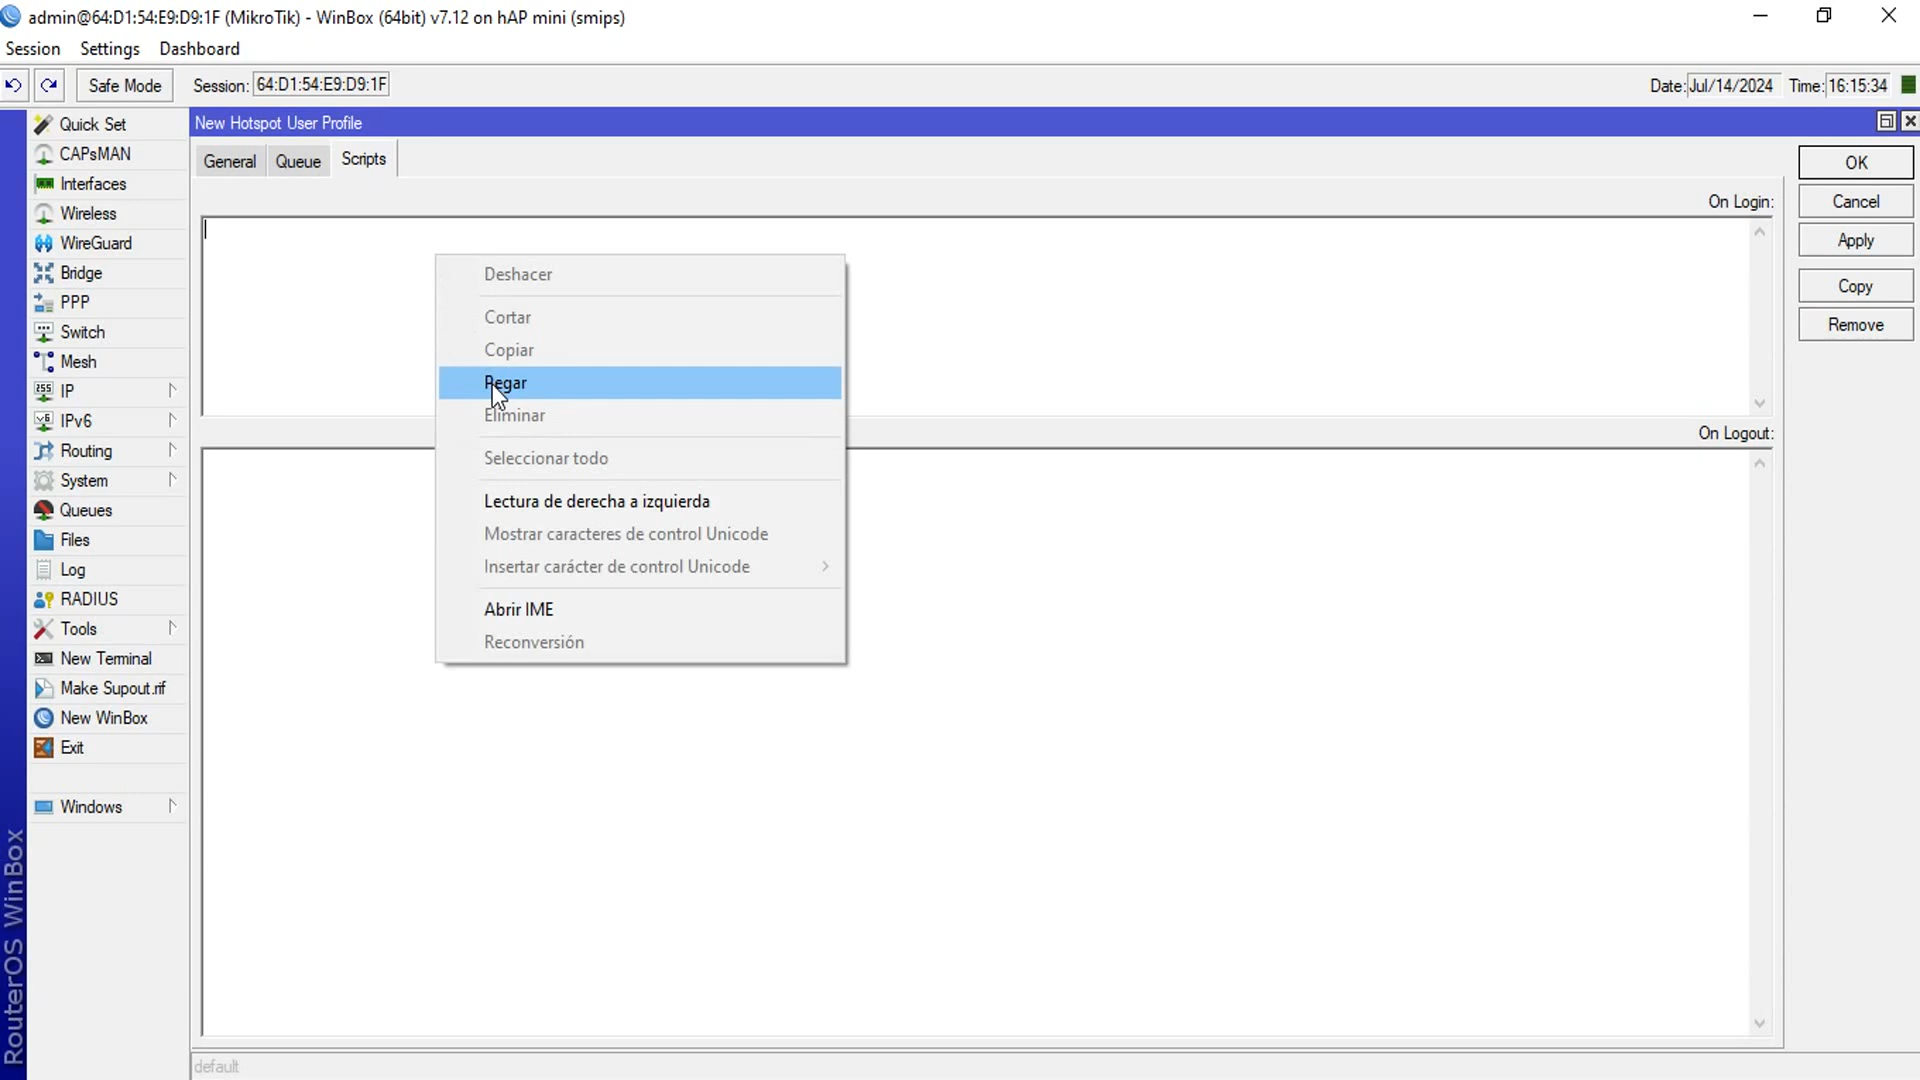 admin@64:D1:54:E9:D9:1F (MikroTik) - WinBox (64bit) v7.12 on hAP mini (smips)
Session Settings Dashboard
Safe Mode Session: 64:D1:54:E9:D9:1F Date: Jul/14/2024 Time: 16:15:34
Quick Set
CAPsMAN
Interfaces
Wireless
WireGuard
Bridge
PPP
Switch
Mesh
IP
IPv6
Routing
System
Queues
Files
Log
RADIUS
Tools
New Terminal
Make Supout.rif
New WinBox
Exit
Windows
RouterOS WinBox
New Hotspot User Profile
General Queue Scripts
On Login:
On Logout:
Deshacer
Cortar
Copiar
Pegar
Eliminar
Seleccionar todo
Lectura de derecha a izquierda
Mostrar caracteres de control Unicode
Insertar carácter de control Unicode
Abrir IME
Reconversión
OK
Cancel
Apply
Copy
Remove
default